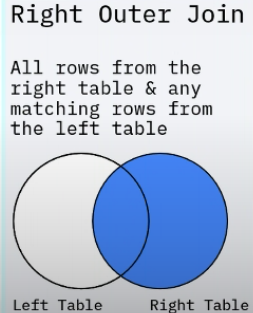 Right Outer Join
All rows from the
right table & any
matching rows from
the left table
Left Table
Right Table